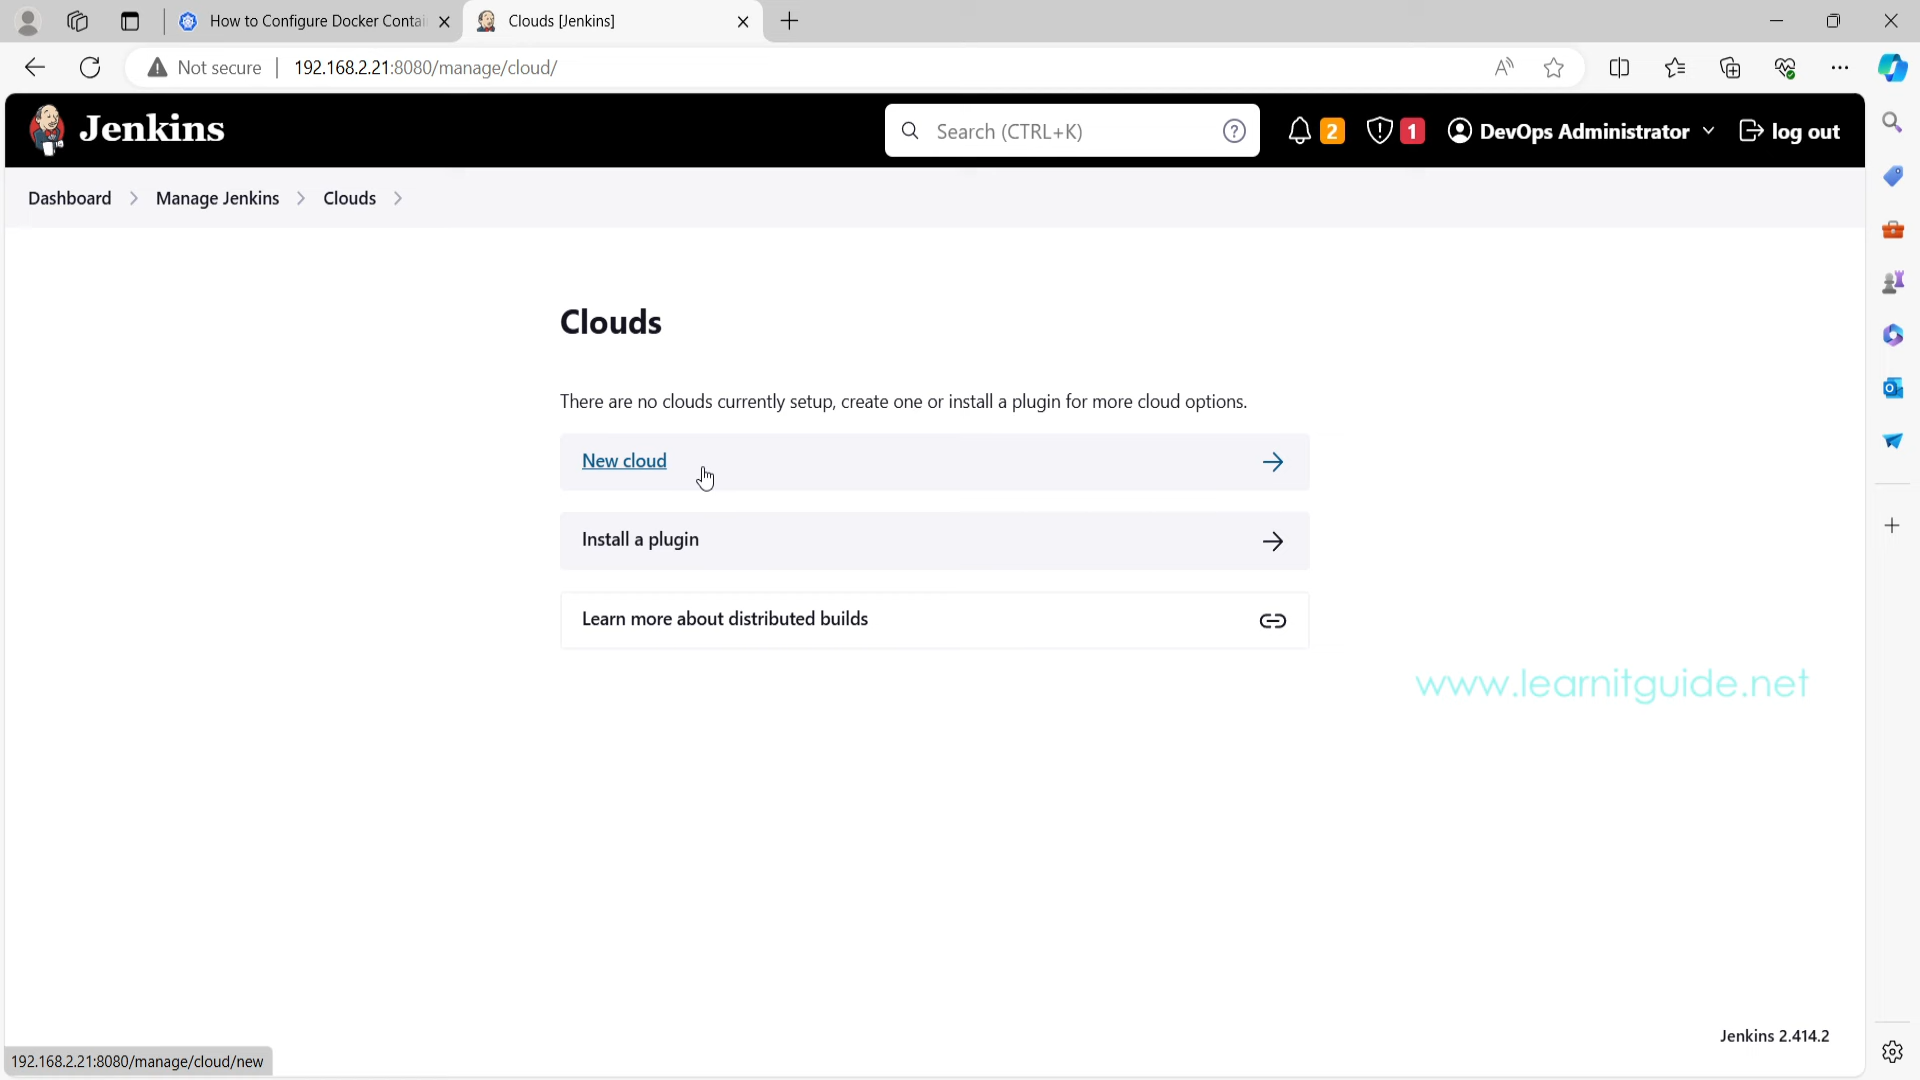 How to Configure Docker Contai
Clouds [Jenkins]
Not secure
192.168.2.21:8080/manage/cloud/
Jenkins
Search (CTRL+K)
2
1
DevOps Administrator
log out
Dashboard
Manage Jenkins
Clouds
Clouds
There are no clouds currently setup, create one or install a plugin for more cloud options.
New cloud
Install a plugin
Learn more about distributed builds
www.learnitguide.net
Jenkins 2.414.2
192.168.2.21:8080/manage/cloud/new